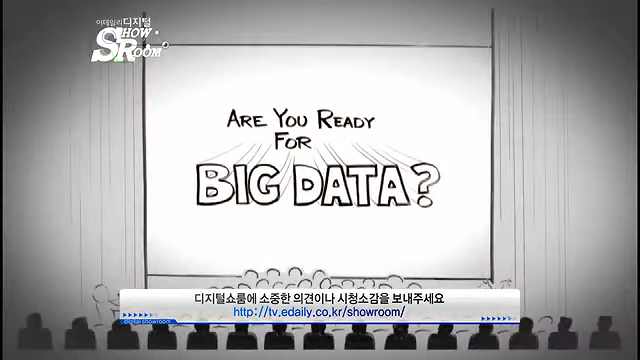 이데일리 디지털
SHOW
ROOM
ARE YOU READY
FOR
BIG DATA?
디지털쇼룸에 소중한 의견이나 시청소감을 보내주세요
http://tv.edaily.co.kr/showroom/
digital showroom